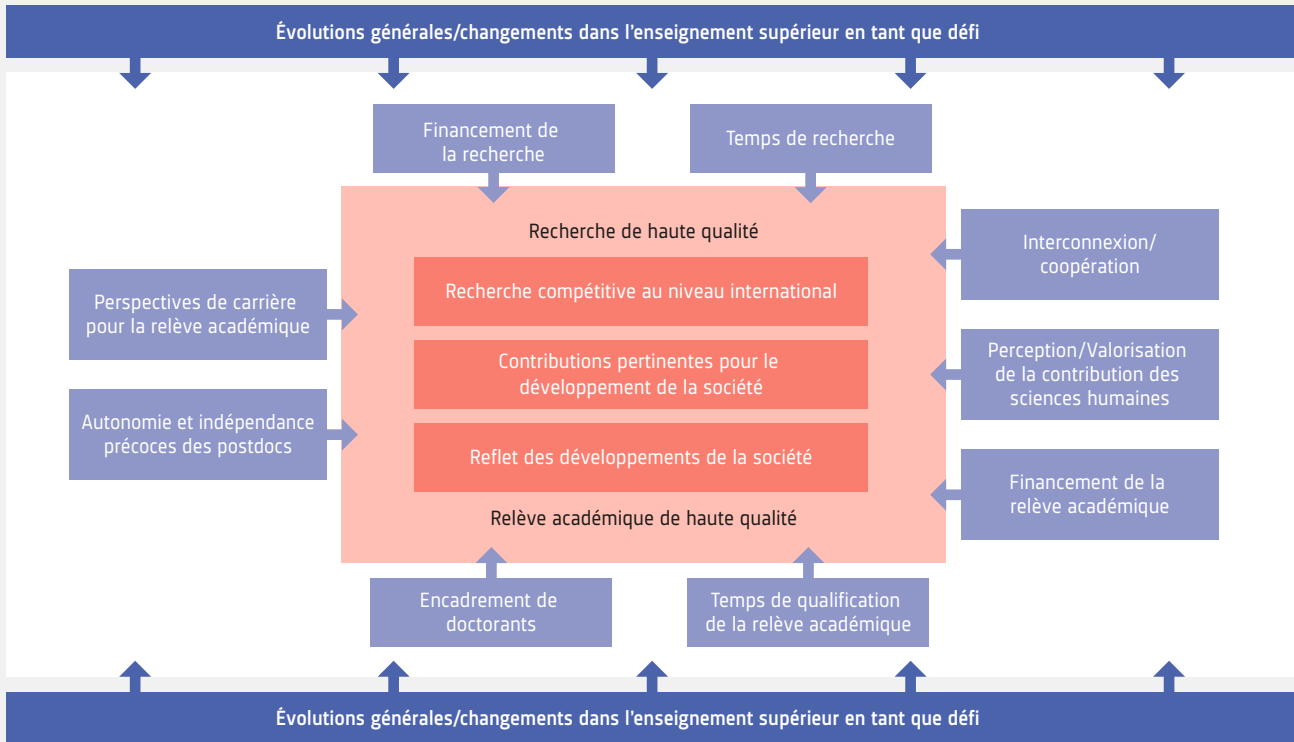 Évolutions générales/changements dans l'enseignement supérieur en tant que défi
Financement de
la recherche
Temps de recherche
Recherche de haute qualité
Interconnexion/
coopération
Perspectives de carrière
pour la relève académique
Recherche compétitive au niveau international
Contributions pertinentes pour le
développement de la société
Perception/Valorisation
de la contribution des
sciences humaines
Autonomie et indépendance
précoces des postdocs
Reflet des développements de la société
Financement de la
relève académique
Relève académique de haute qualité
Encadrement de
doctorants
Temps de qualification
de la relève académique
Évolutions générales/changements dans l'enseignement supérieur en tant que défi